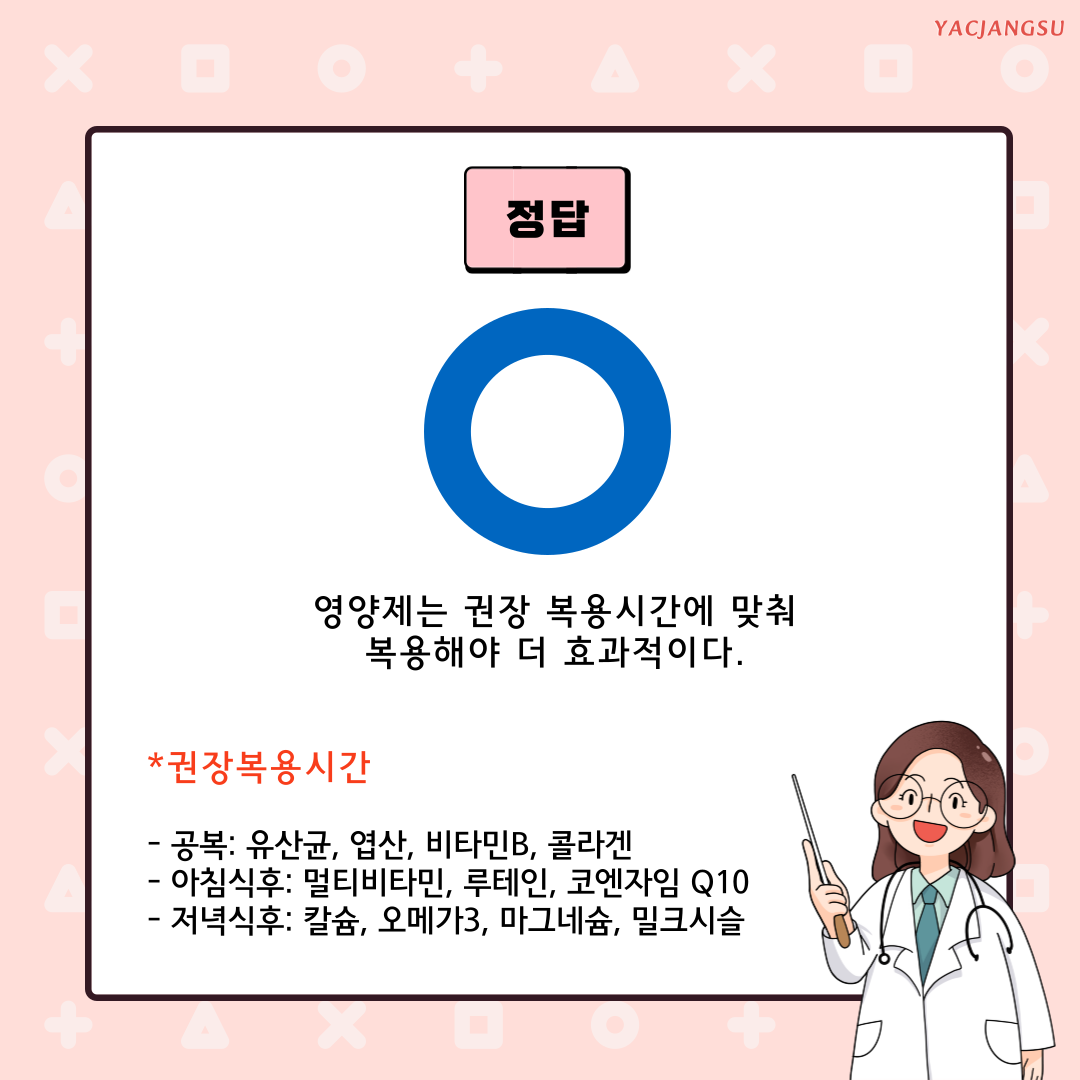 YACJANGSU
정답
영양제는 권장 복용시간에 맞춰
복용해야 더 효과적이다.
*권장복용시간
- 공복: 유산균, 엽산, 비타민B, 콜라겐
- 아침식후: 멀티비타민, 루테인, 코엔자임 Q10
- 저녁식후: 칼슘, 오메가3, 마그네슘, 밀크시슬